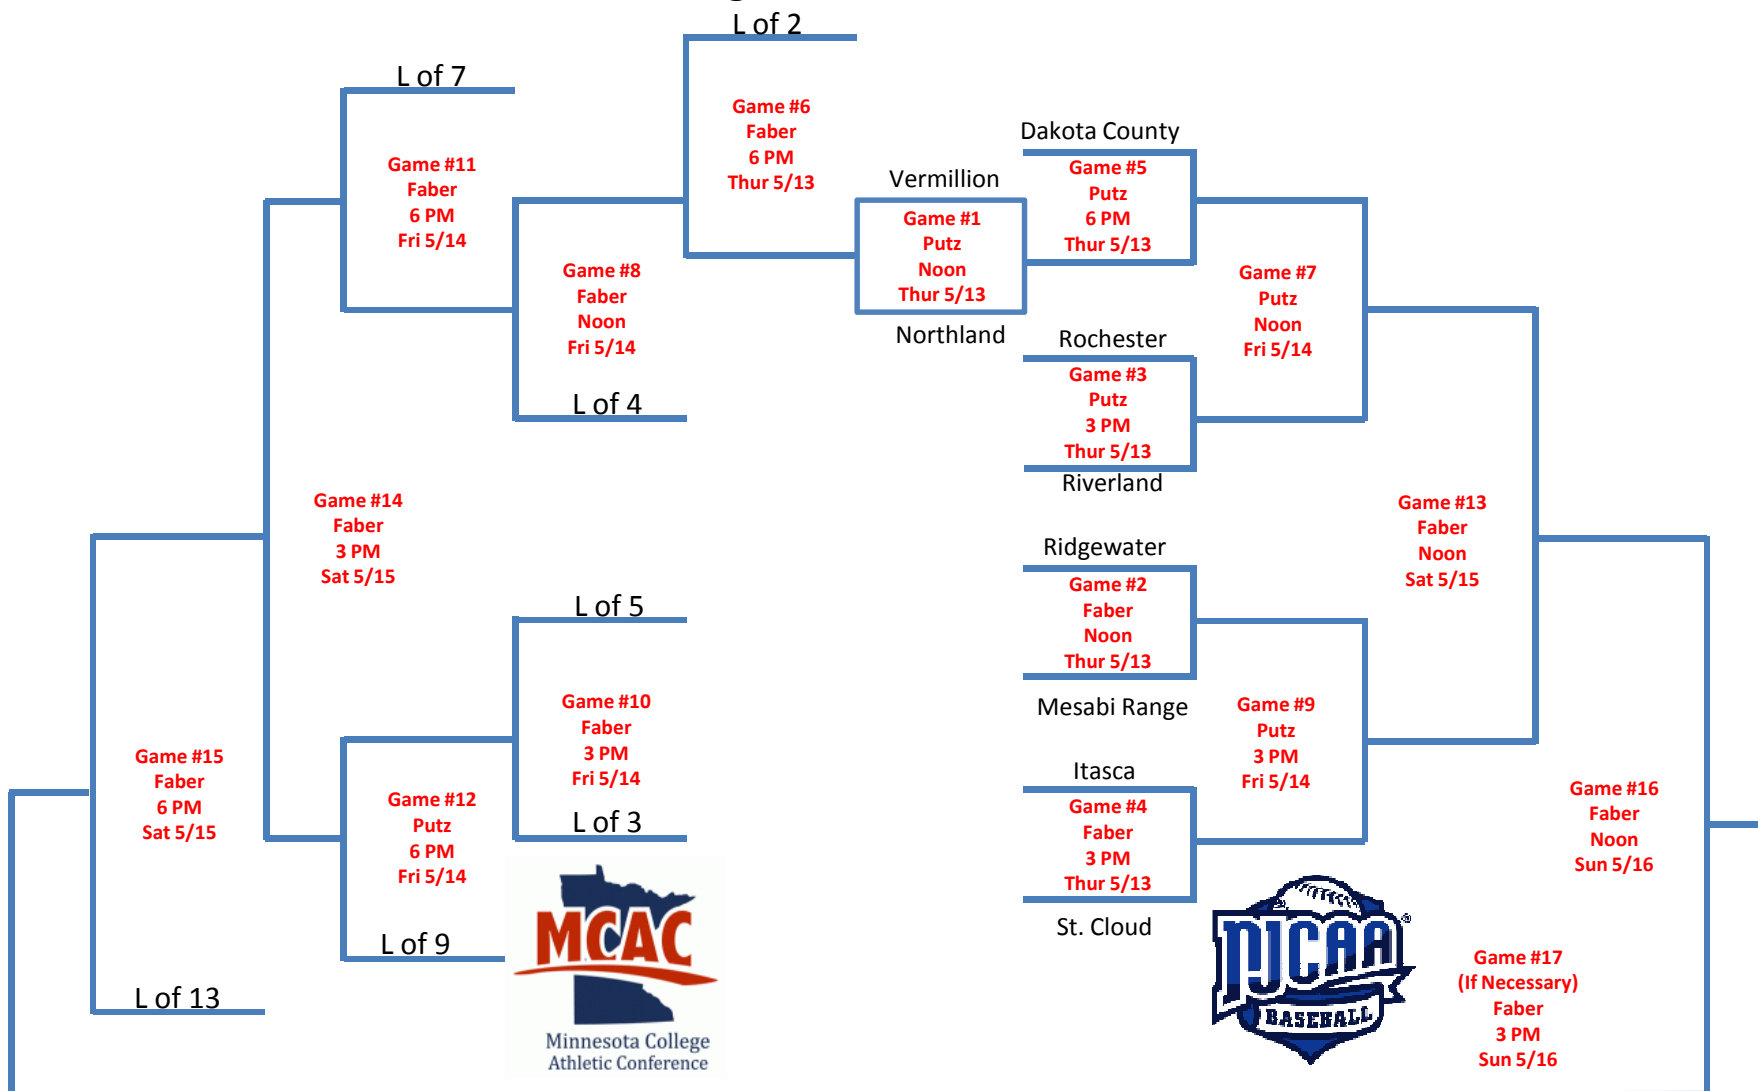 L of 2
L of 7
Game #6
Faber
6 PM
Thur 5/13
Dakota County
Game #11
Faber
6 PM
Fri 5/14
Vermillion
Game #5
Putz
6 PM
Thur 5/13
Game #1
Putz
Noon
Thur 5/13
Game #8
Faber
Noon
Fri 5/14
Game #7
Putz
Noon
Fri 5/14
Northland
Rochester
Game #3
Putz
3 PM
Thur 5/13
L of 4
Riverland
Game #14
Faber
3 PM
Sat 5/15
Game #13
Faber
Noon
Sat 5/15
Ridgewater
Game #2
Faber
Noon
Thur 5/13
L of 5
Mesabi Range
Game #10
Faber
3 PM
Fri 5/14
Game #9
Putz
3 PM
Fri 5/14
Game #15
Faber
6 PM
Sat 5/15
Itasca
Game #4
Faber
3 PM
Thur 5/13
Game #12
Putz
6 PM
Fri 5/14
L of 3
Game #16
Faber
Noon
Sun 5/16
St. Cloud
L of 9
MCAC
Minnesota College
Athletic Conference
NJCAA
®
BASEBALL
L of 13
Game #17
(If Necessary)
Faber
3 PM
Sun 5/16